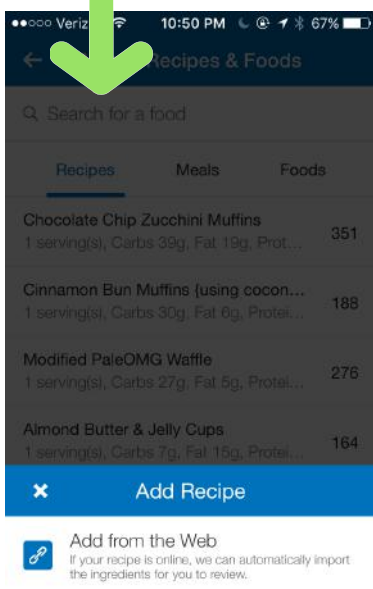 Veriz 10:50 PM 67%
Recipes & Foods
Search for a food
Recipes Meals Foods
Chocolate Chip Zucchini Muffins
1 serving(s), Carbs 39g, Fat 19g, Prot... 351
Cinnamon Bun Muffins {using cocon...
1 serving(s), Carbs 30g, Fat 6g, Protei... 188
Modified PaleOMG Waffle
1 serving(s), Carbs 27g, Fat 5g, Protei... 276
Almond Butter & Jelly Cups
1 serving(s), Carbs 7g, Fat 15g, Protei... 164
Add Recipe
Add from the Web
If your recipe is online, we can automatically import
the ingredients for you to review.